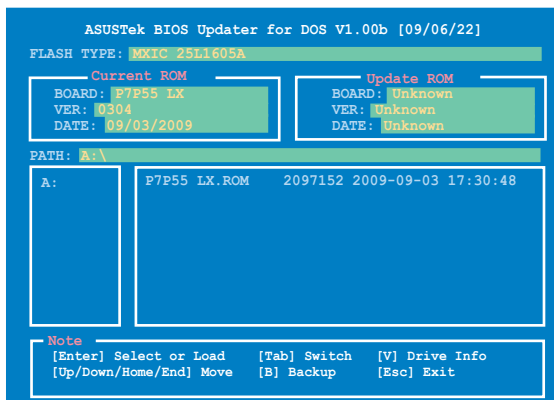 ASUSTek BIOS Updater for DOS V1.00b [09/06/22]
FLASH TYPE: MXIC 25L1605A
Current ROM
BOARD: P7P55 LX
VER: 0304
DATE: 09/03/2009
Update ROM
BOARD: Unknown
VER: Unknown
DATE: Unknown
PATH: A:\
A:
P7P55 LX.ROM 2097152 2009-09-03 17:30:48
Note
[Enter] Select or Load [Tab] Switch [V] Drive Info
[Up/Down/Home/End] Move [B] Backup [Esc] Exit